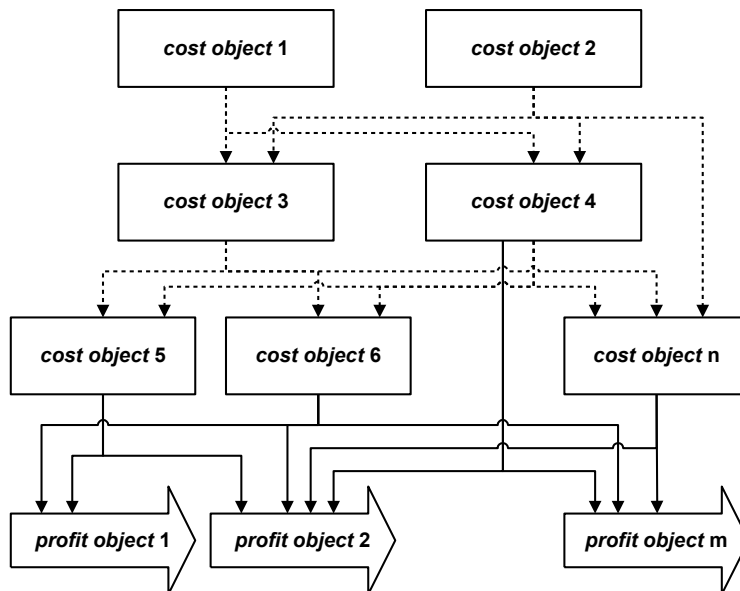 cost object 1
cost object 2
cost object 3
cost object 4
cost object 5
cost object 6
cost object n
profit object 1
profit object 2
profit object m